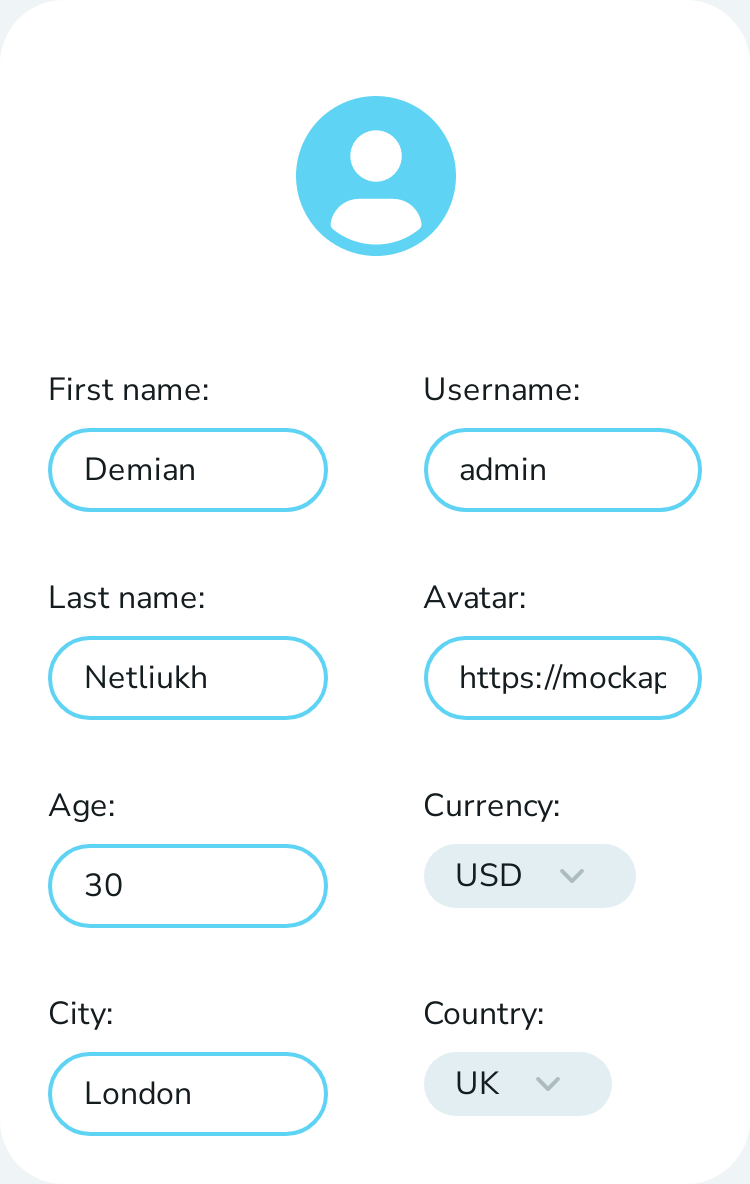 First name:
Username:
Demian
admin
Last name:
Avatar:
Netliukh
https://mockap
Age:
Currency:
30
USD
City:
Country:
London
UK